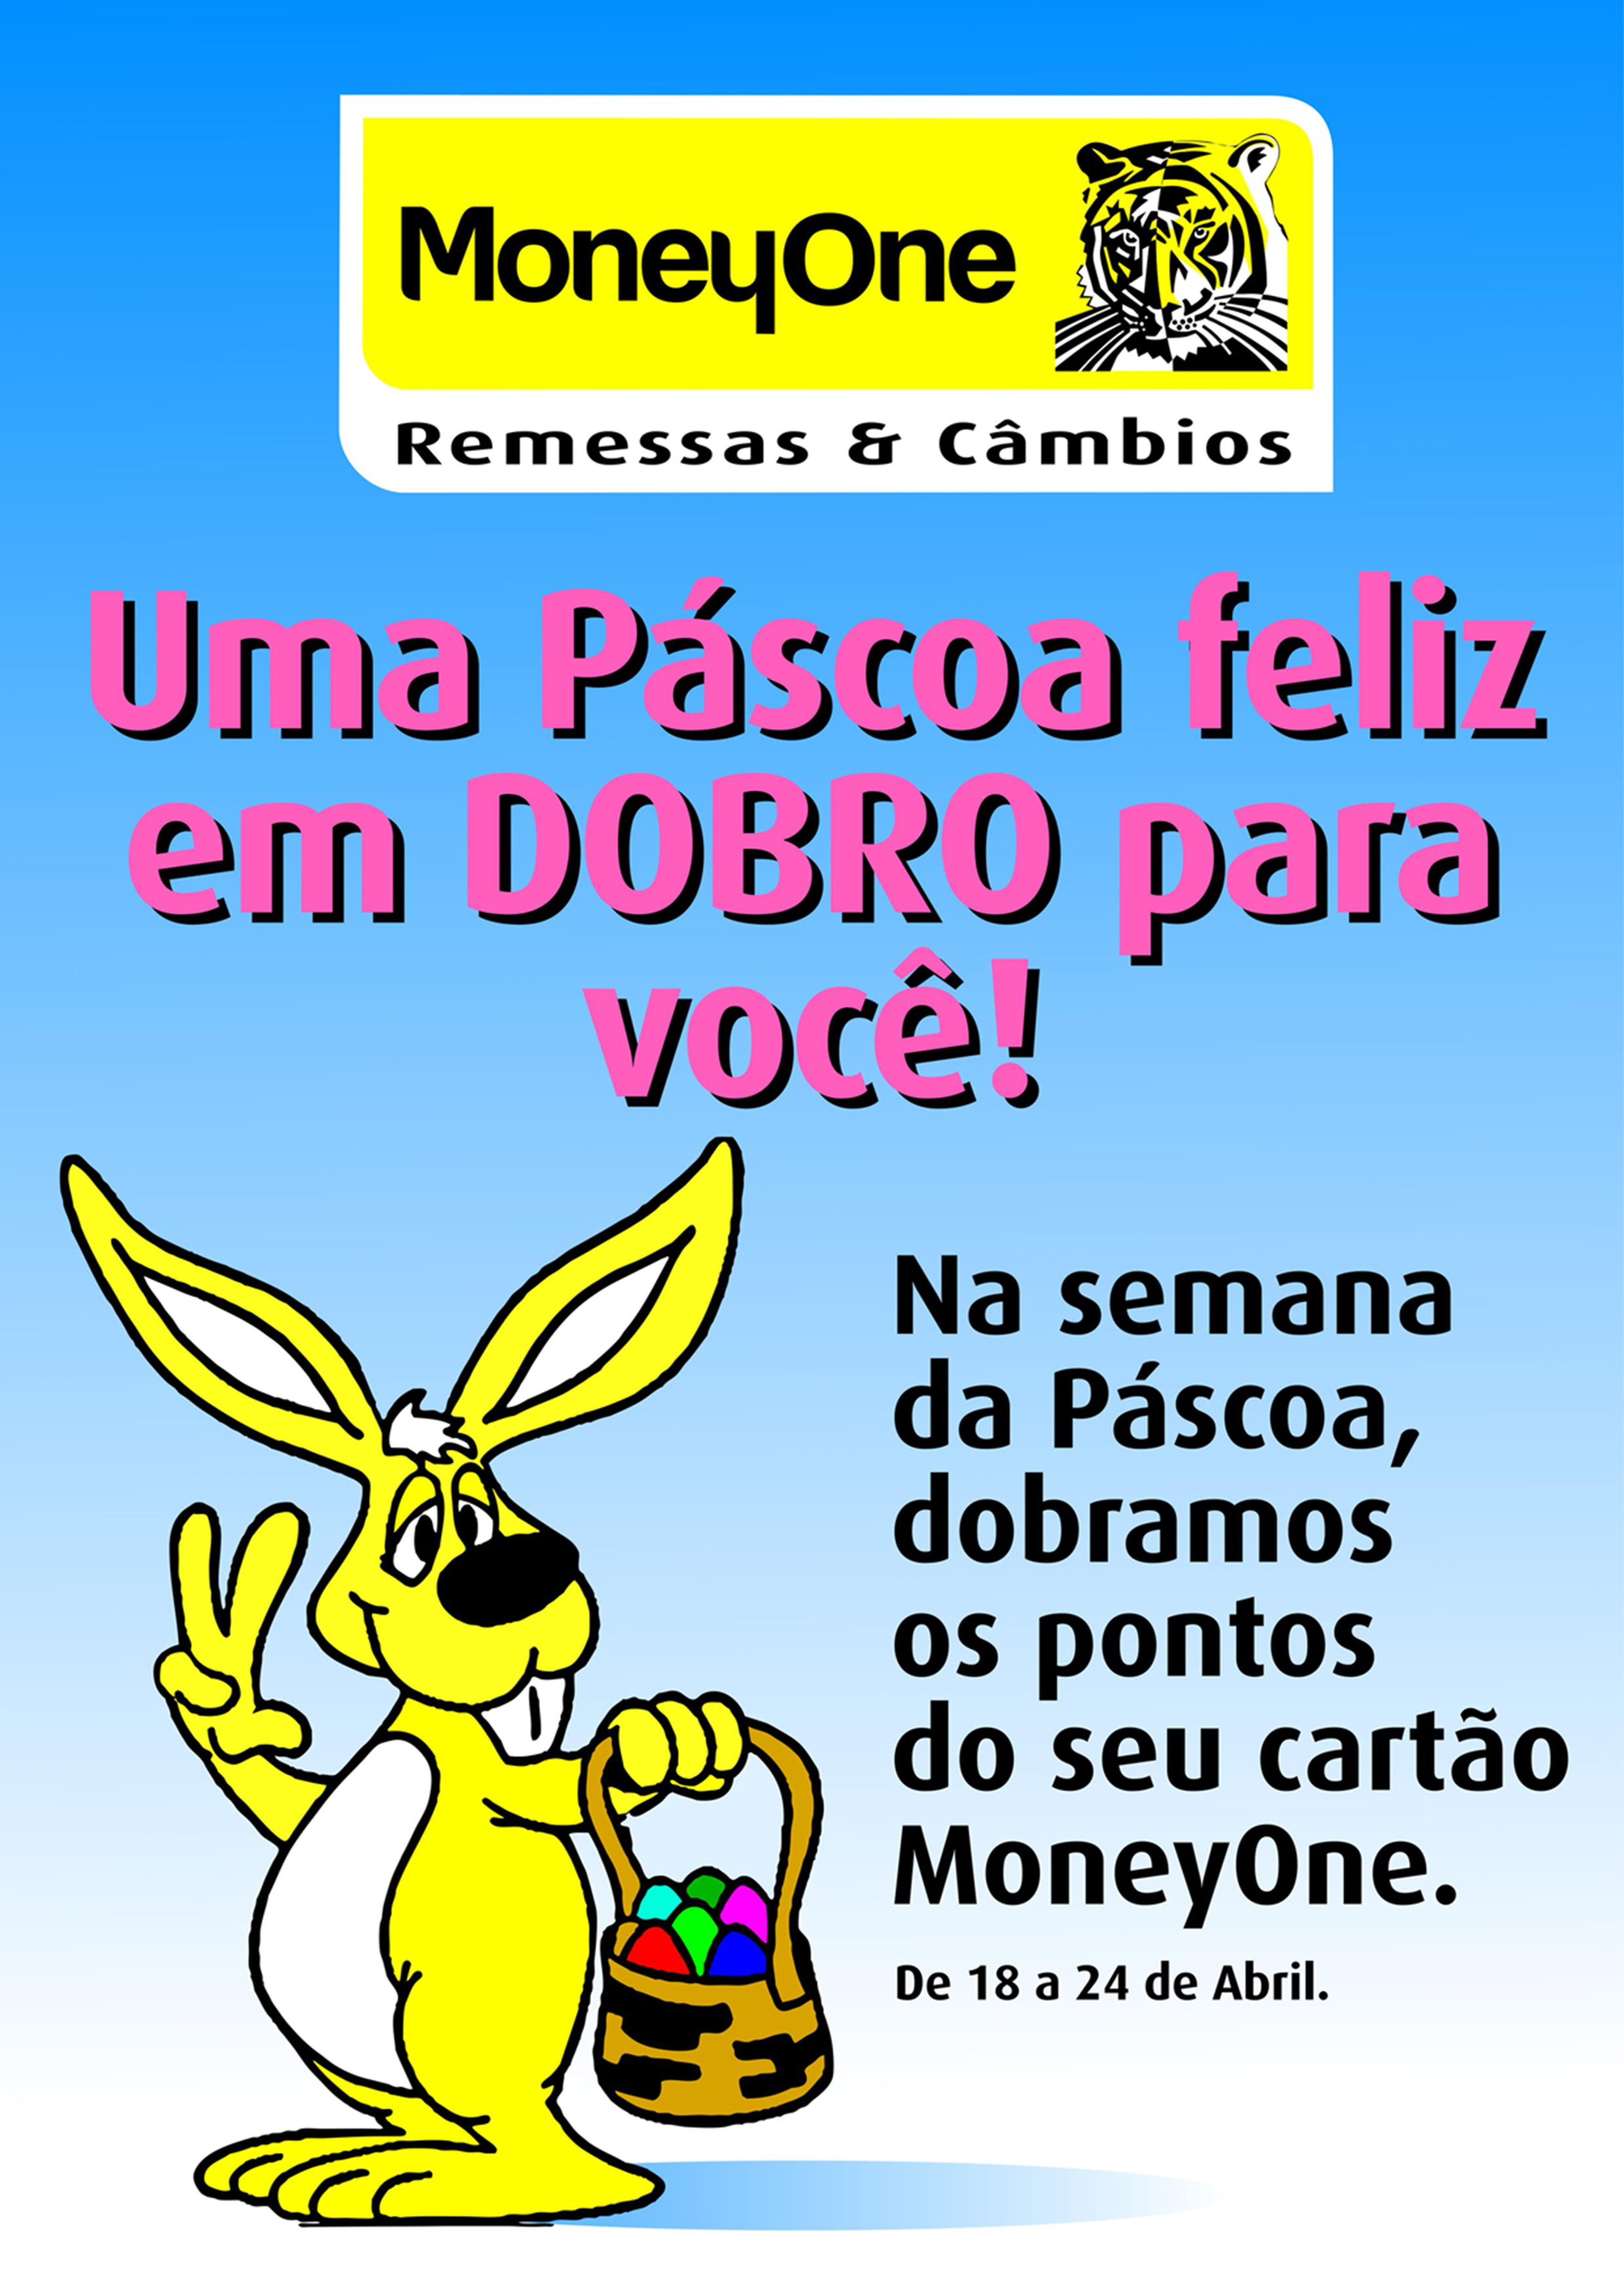 MoneyOne
Remessas & Câmbios
Uma Páscoa feliz
em DOBRO para
você!
Na semana
da Páscoa,
dobramos
os pontos
do seu cartão
MoneyOne.
De 18 a 24 de Abril.